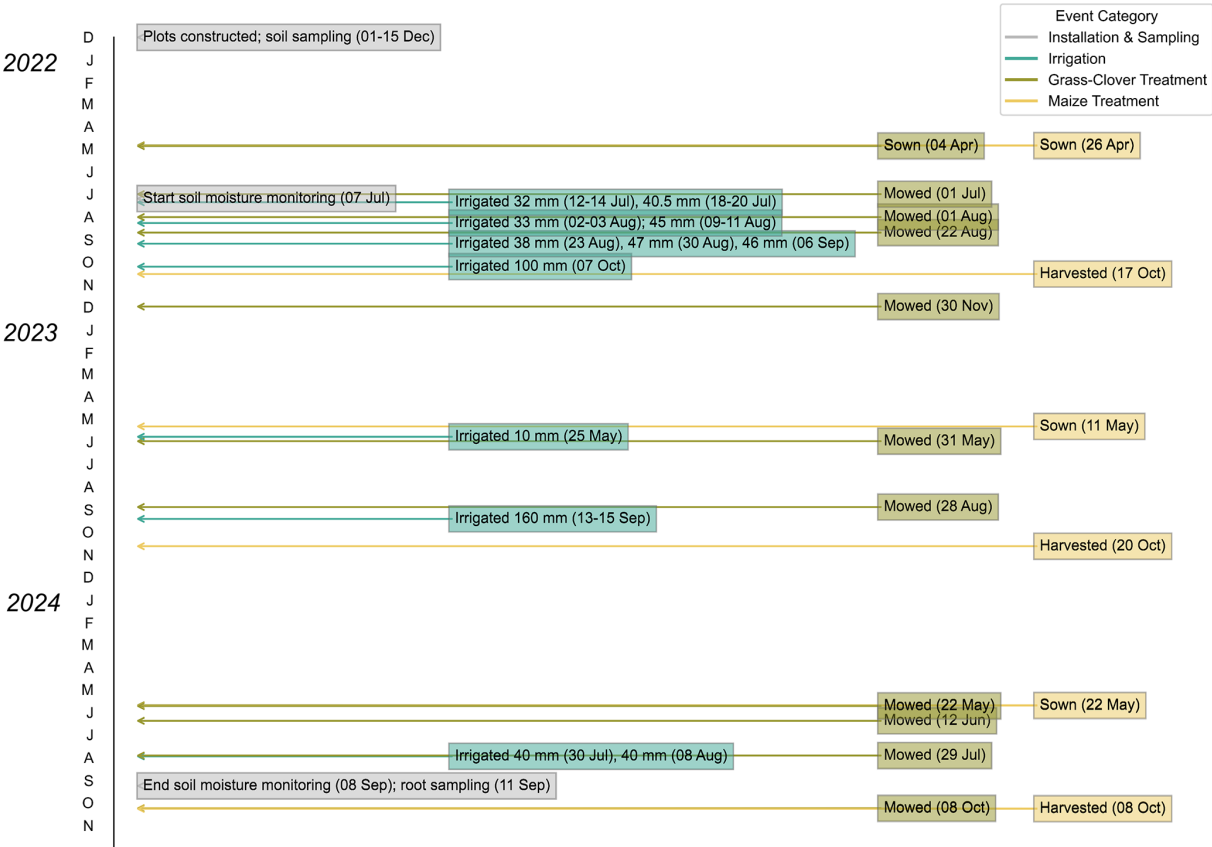 Event Category
Installation & Sampling
Irrigation
Grass-Clover Treatment
Maize Treatment
D
Plots constructed; soil sampling (01-15 Dec)
2022
J
F
M
A
M
Sown (04 Apr)
Sown (26 Apr)
J
J
Mowed (01 Jul)
Start soil moisture monitoring (07 Jul)
Irrigated 32 mm (12-14 Jul), 40.5 mm (18-20 Jul)
A
Mowed (01 Aug)
Irrigated 33 mm (02-03 Aug); 45 mm (09-11 Aug)
Mowed (22 Aug)
S
Irrigated 38 mm (23 Aug), 47 mm (30 Aug), 46 mm (06 Sep)
O
Irrigated 100 mm (07 Oct)
Harvested (17 Oct)
N
D
Mowed (30 Nov)
2023
J
F
M
A
M
Sown (11 May)
Irrigated 10 mm (25 May)
J
Mowed (31 May)
J
A
S
Mowed (28 Aug)
Irrigated 160 mm (13-15 Sep)
O
N
Harvested (20 Oct)
D
2024
J
F
M
A
M
Mowed (22 May)
Sown (22 May)
J
Mowed (12 Jun)
J
A
Irrigated 40 mm (30 Jul), 40 mm (08 Aug)
Mowed (29 Jul)
S
End soil moisture monitoring (08 Sep); root sampling (11 Sep)
O
Mowed (08 Oct)
Harvested (08 Oct)
N